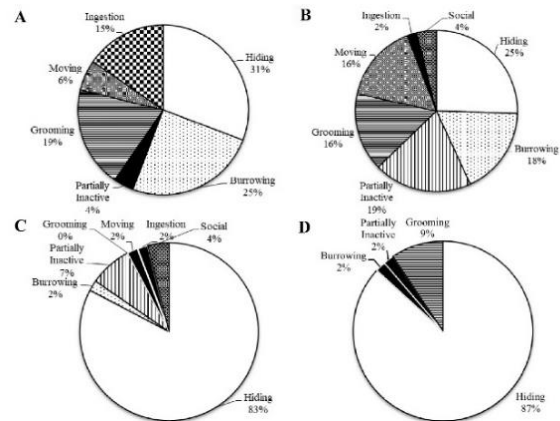 A
Ingestion
15%
Hiding
31%
Moving
6%
Grooming
19%
Partially
Inactive
4%
Burrowing
25%
B
Ingestion
2%
Social
4%
Hiding
25%
Moving
16%
Grooming
16%
Partially
Inactive
19%
Burrowing
18%
C
Grooming
0%
Moving
2%
Ingestion
2%
Social
4%
Partially
Inactive
7%
Burrowing
2%
Hiding
83%
D
Partially
Inactive
2%
Grooming
9%
Burrowing
2%
Hiding
87%